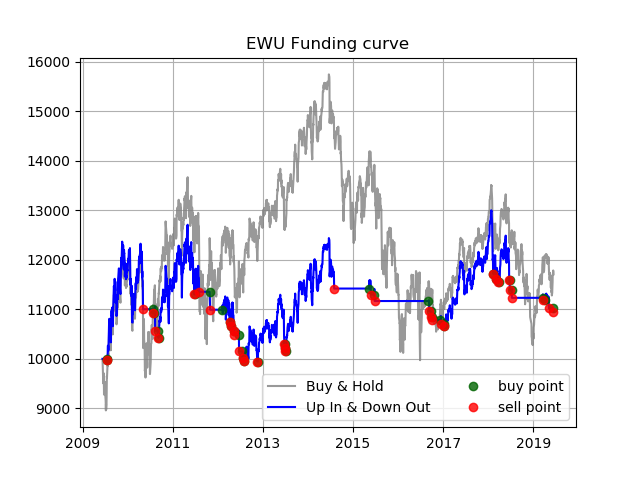 EWU Funding curve
16000
15000
14000
13000
12000
11000
10000
9000
2009 2011 2013 2015 2017 2019
Buy & Hold buy point
Up In & Down Out sell point